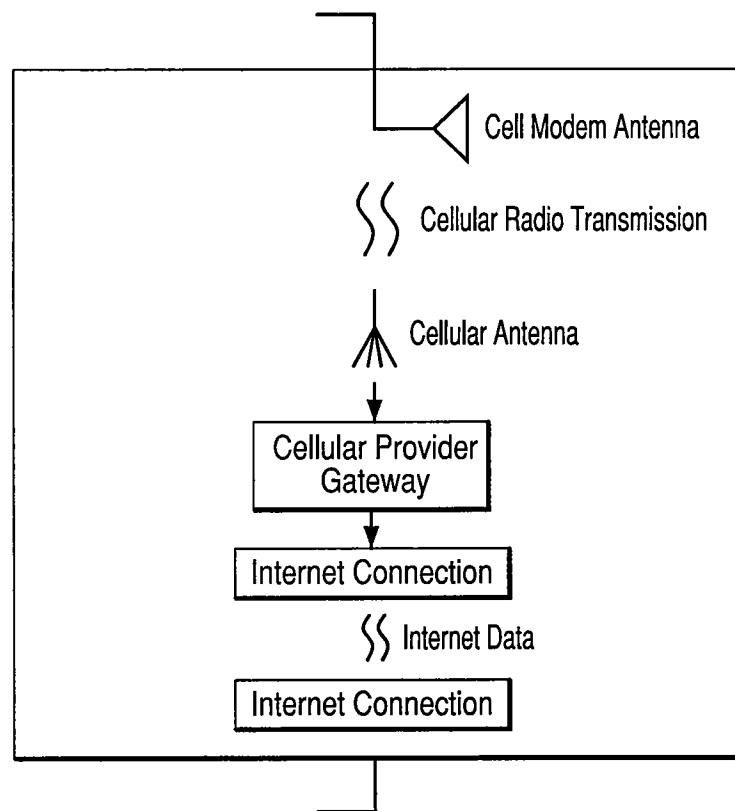 Cell Modem Antenna
Cellular Radio Transmission
Cellular Antenna
Cellular Provider
Gateway
Internet Connection
Internet Data
Internet Connection